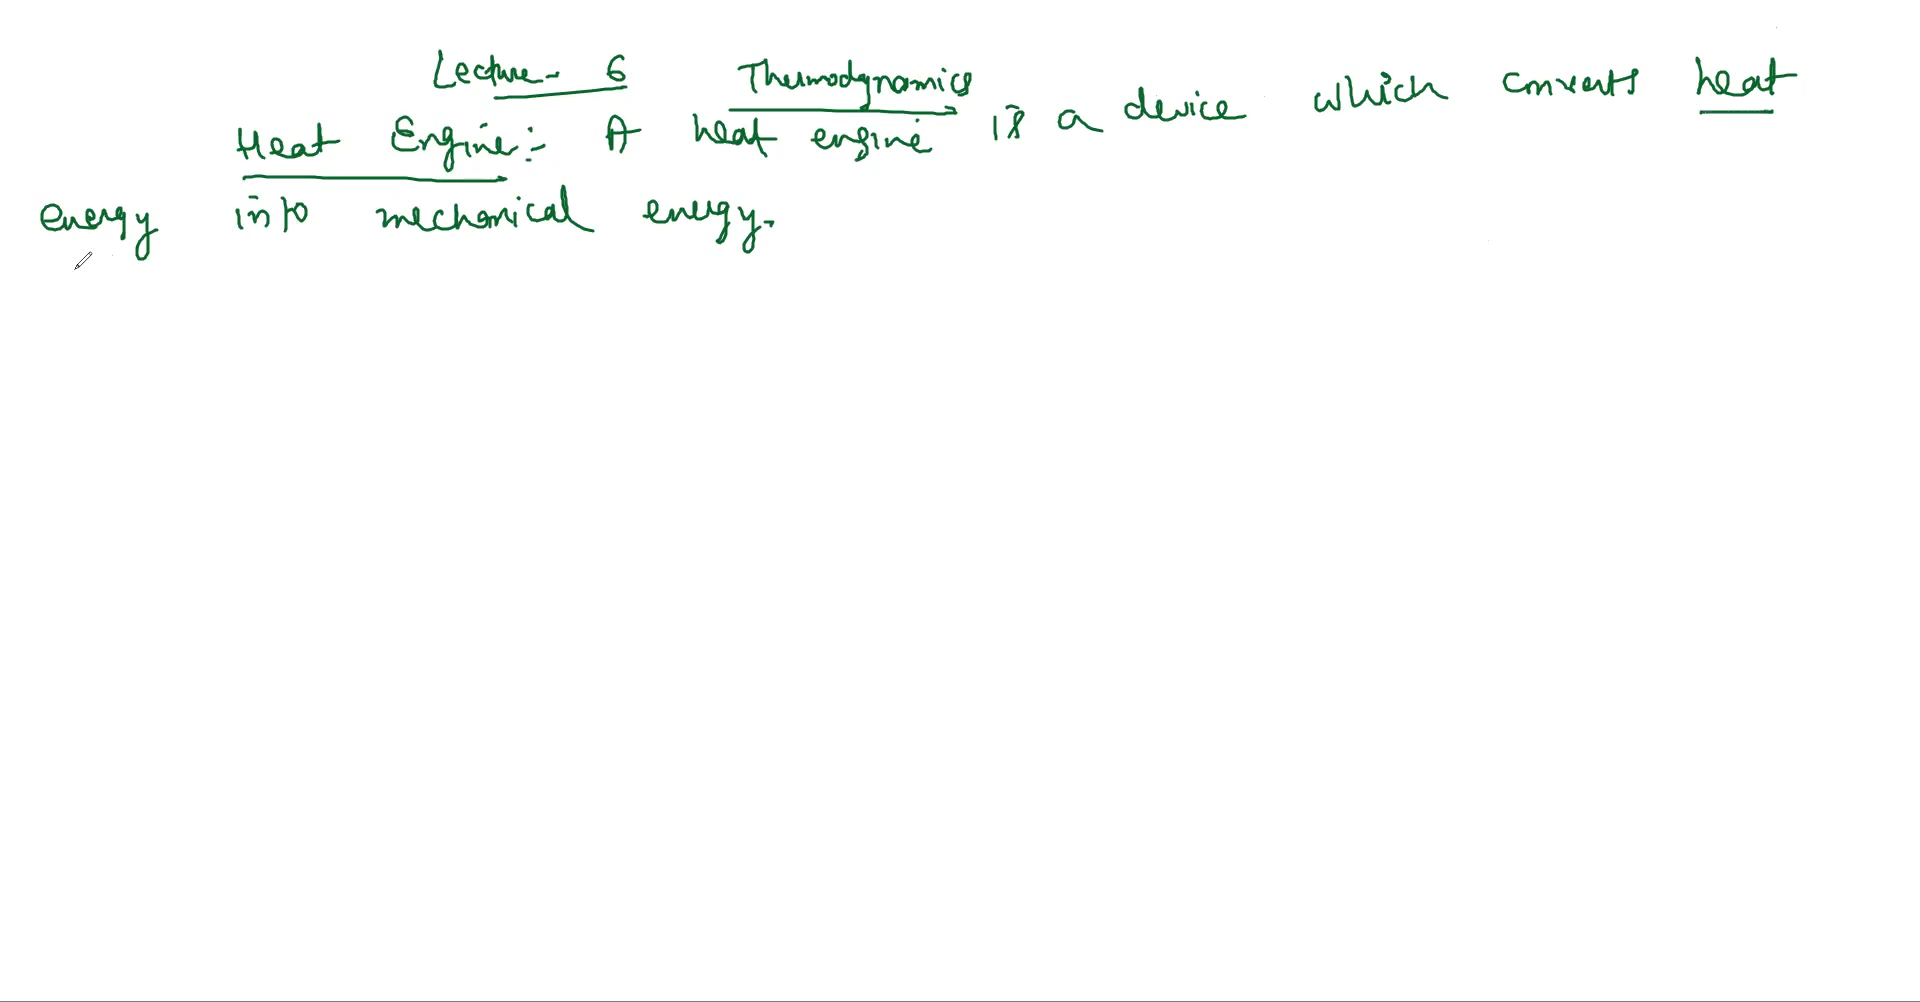 Lecture- 6 Thermodynamics
Heat Engine:- A heat engine is a device which converts heat
energy into mechanical energy.